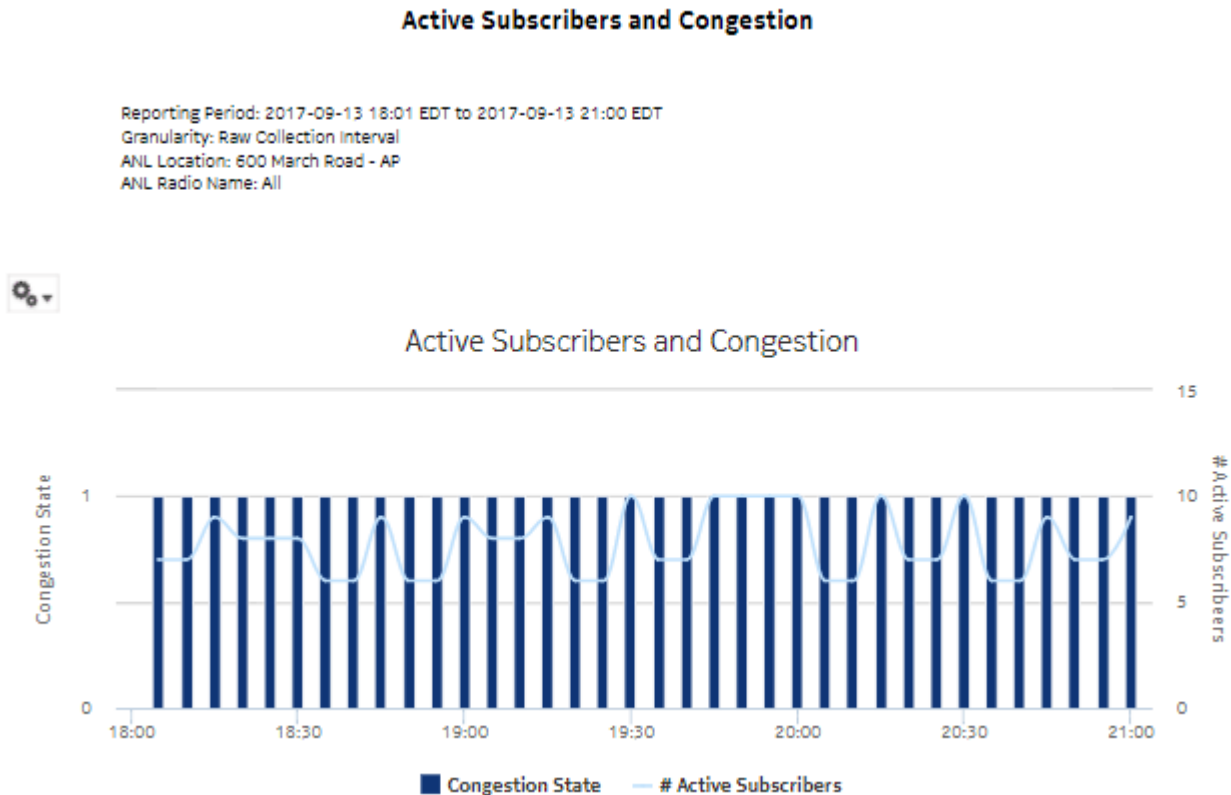 Active Subscribers and Congestion
Reporting Period: 2017-09-13 18:01 EDT to 2017-09-13 21:00 EDT
Granularity: Raw Collection Interval
ANL Location: 600 March Road - AP
ANL Radio Name: All
Active Subscribers and Congestion
15
1
10
5
0
0
Congestion State
# Active Subscribeers
18:00
18:30
19:00
19:30
20:00
20:30
21:00
Congestion State
# Active Subscribers